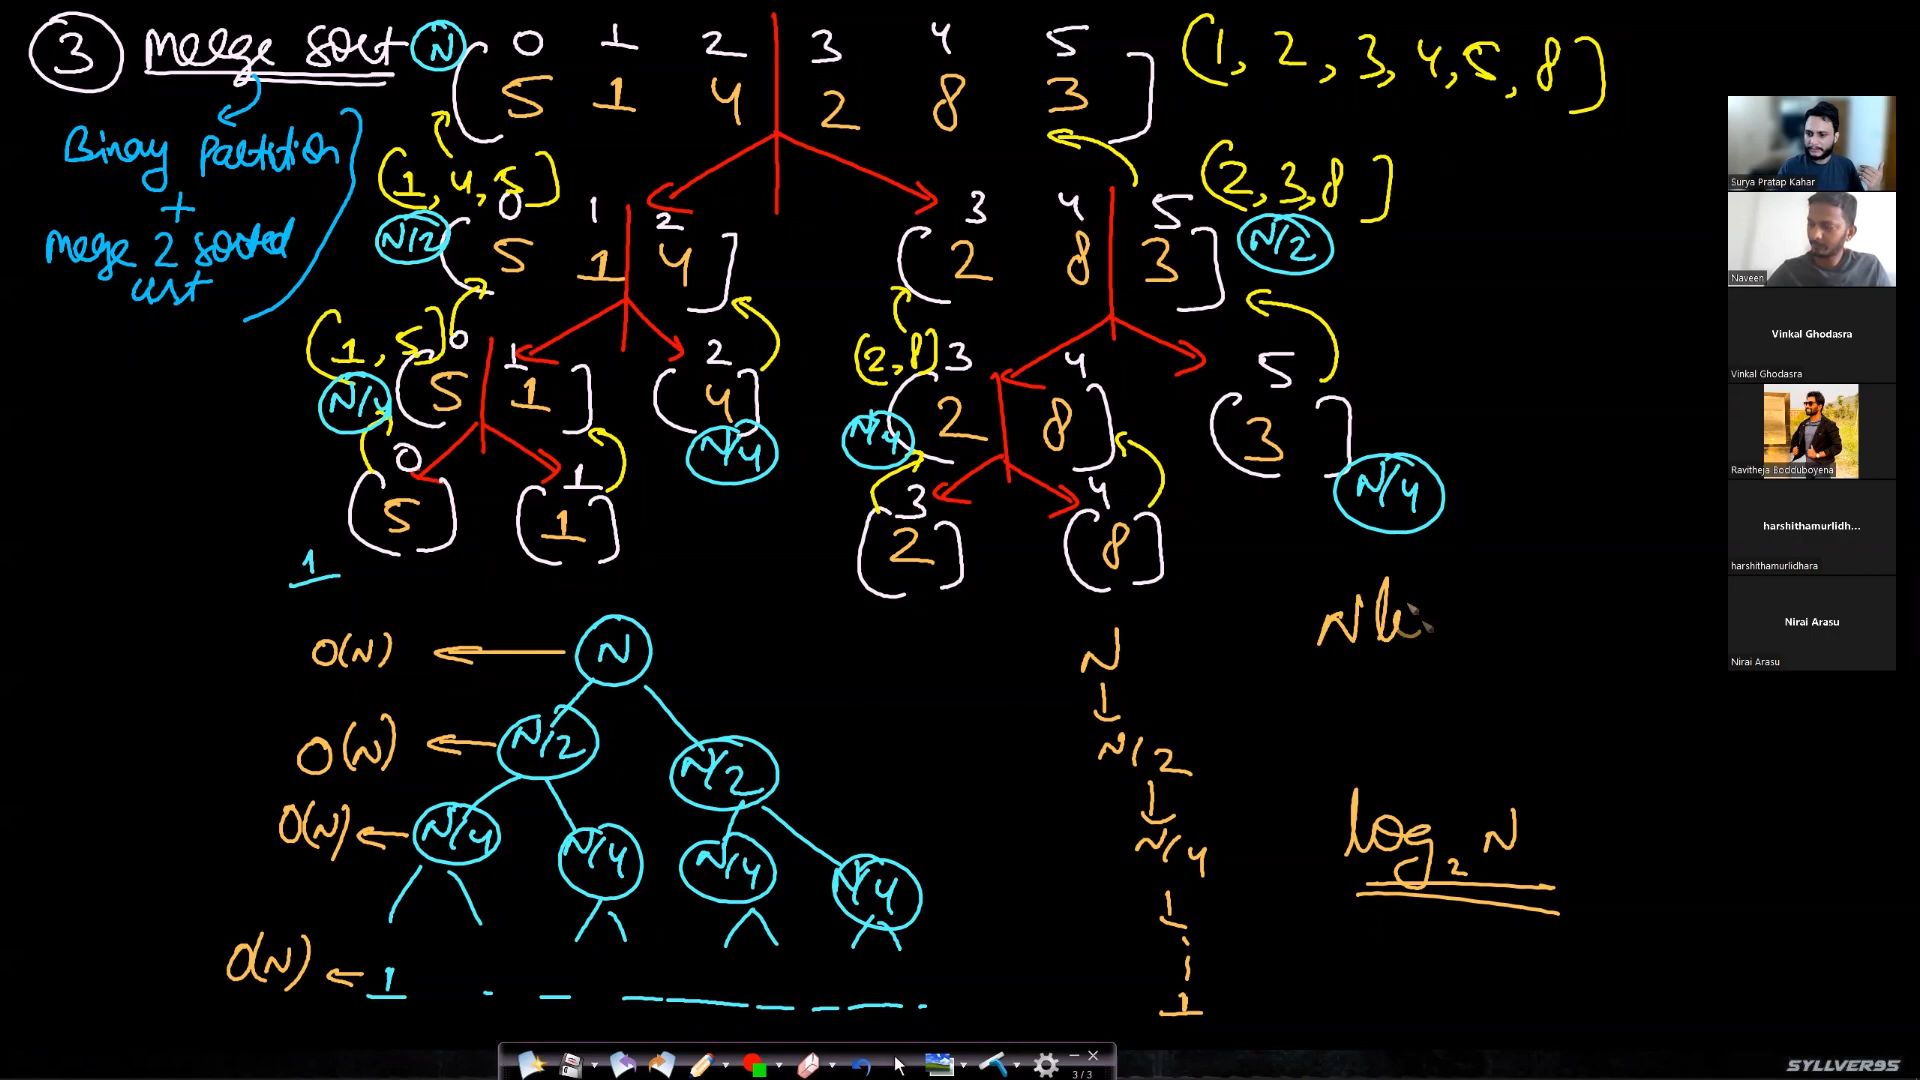 3 Merge sort N 0 1 2 3 4 5
[5 1 4 2 8 3]
[1, 2, 3, 4, 5, 8]
Binary Partition
+
Merge 2 sorted
list
[1, 4, 5]
[2, 3, 8]
N/2 0 1 2
[5 1 4]
3 4 5
[2 8 3] N/2
[1, 5]
N/4 0 1
[5 1]
2
[4]
N/4
[2, 8]
N/4 3 4
[2 8]
5
[3]
N/4
0
[5]
1
[1]
3
[2]
4
[8]
1
O(N) N
O(N) N/2 N/2
O(N) N/4 N/4 N/4 N/4
O(N) 1
N
N/2
N/4
1
N
log₂ N
Surya Pratap Kahar
Naveen
Vinkal Ghodasra
Vinkal Ghodasra
Ravitheja Bodduboyena
harshithamurlidh...
harshithamurlidhara
Nirai Arasu
Nirai Arasu
3 / 3
SYLLVER95